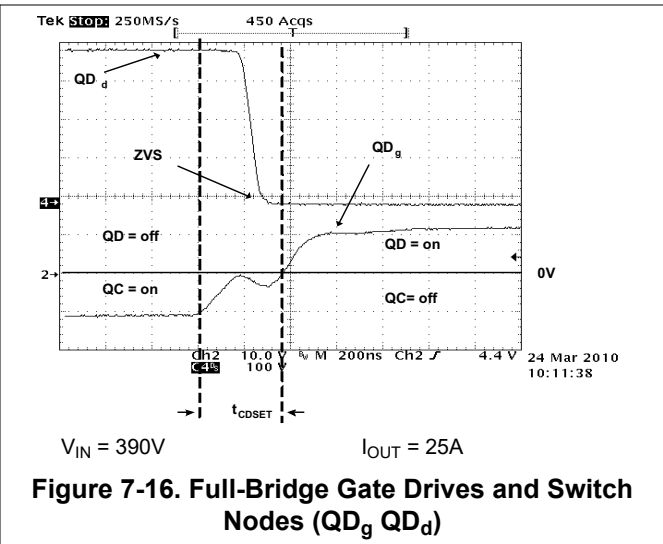 Tek Stop: 250MS/s 450 Acqs
QD d
ZVS
QDg
4→
QD = off
QD = on
2→
0V
QC = on
QC= off
Ch2 10.0 V M 200ns Ch2 4.4 V
24 Mar 2010
Ch4 100 V
10:11:38
tCDSET
VIN = 390V IOUT = 25A
Figure 7-16. Full-Bridge Gate Drives and Switch
Nodes (QDg QDd)